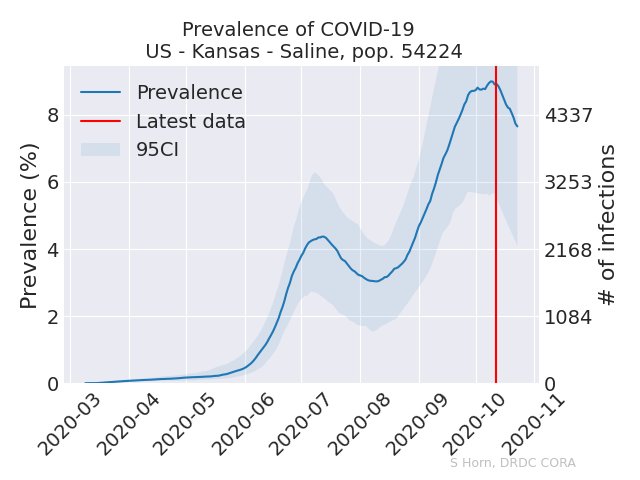 Prevalence of COVID-19
US - Kansas - Saline, pop. 54224
Prevalence
Latest data
95CI
Prevalence (%)
8
6
4
2
0
4337
3253
2168
1084
0
# of infections
2020-03
2020-04
2020-05
2020-06
2020-07
2020-08
2020-09
2020-10
2020-11
S Horn, DRDC CORA